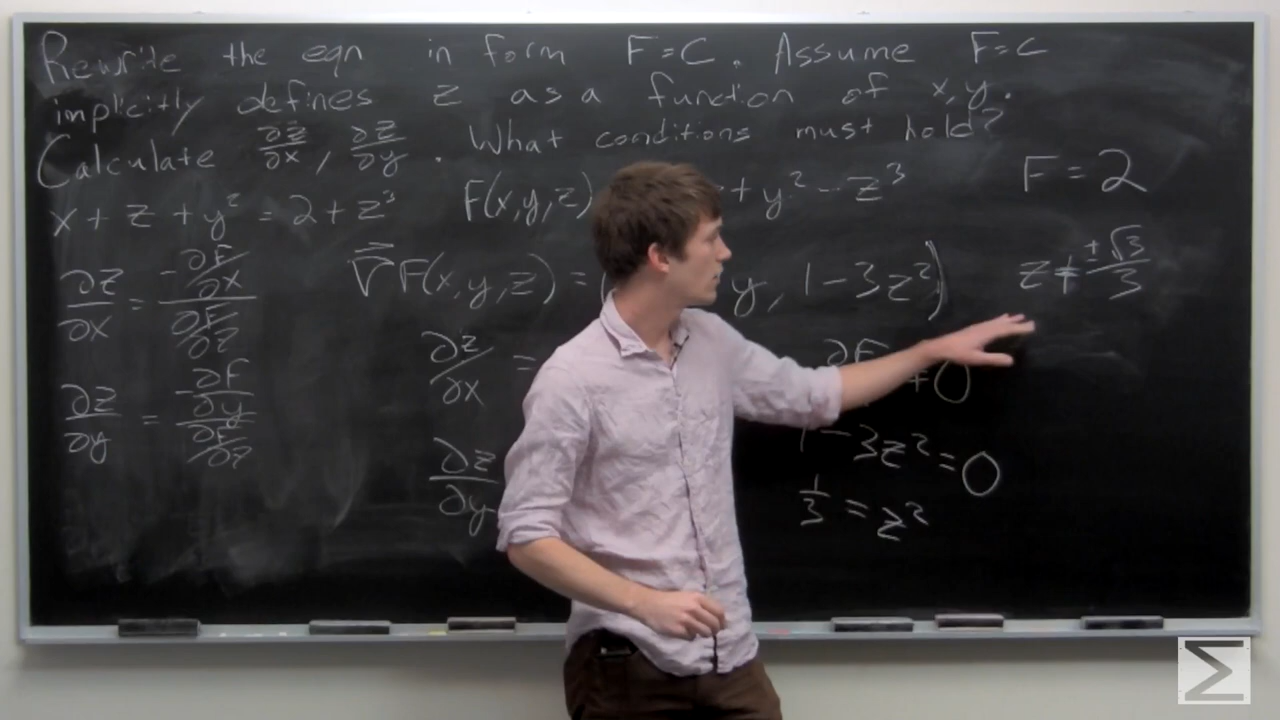 Rewrite the eqn in form F=C. Assume F=C
implicitly defines z as a function of x,y.
Calculate ∂z/∂x, ∂z/∂y. What conditions must hold?
x + z + y² = 2 + z³
F(x,y,z) + y² - z³
F = 2
∂z/∂x = -∂F/∂x / ∂F/∂z
∇F(x,y,z) = ( y, 1-3z²)
z ≠ ±√3/3
∂z/∂x =
∂F ≠ 0
∂z/∂y = ∂F/∂y / ∂F/∂z
∂z/∂y
1 - 3z² = 0
1/3 = z²
Σ